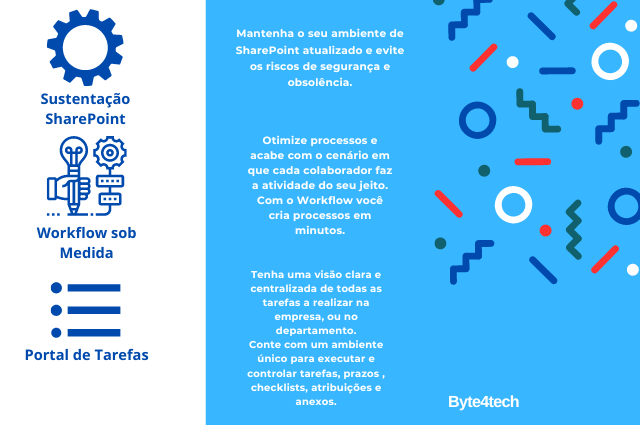 Sustentação
SharePoint
Mantenha o seu ambiente de
SharePoint atualizado e evite
os riscos de segurança e
obsolência.
Workflow sob
Medida
Otimize processos e
acabe com o cenário em
que cada colaborador faz
a atividade do seu jeito.
Com o Workflow você
cria processos em
minutos.
Portal de Tarefas
Tenha uma visão clara e
centralizada de todas as
tarefas a realizar na
empresa, ou no
departamento.
Conte com um ambiente
único para executar e
controlar tarefas, prazos ,
checklists, atribuições e
anexos.
Byte4tech